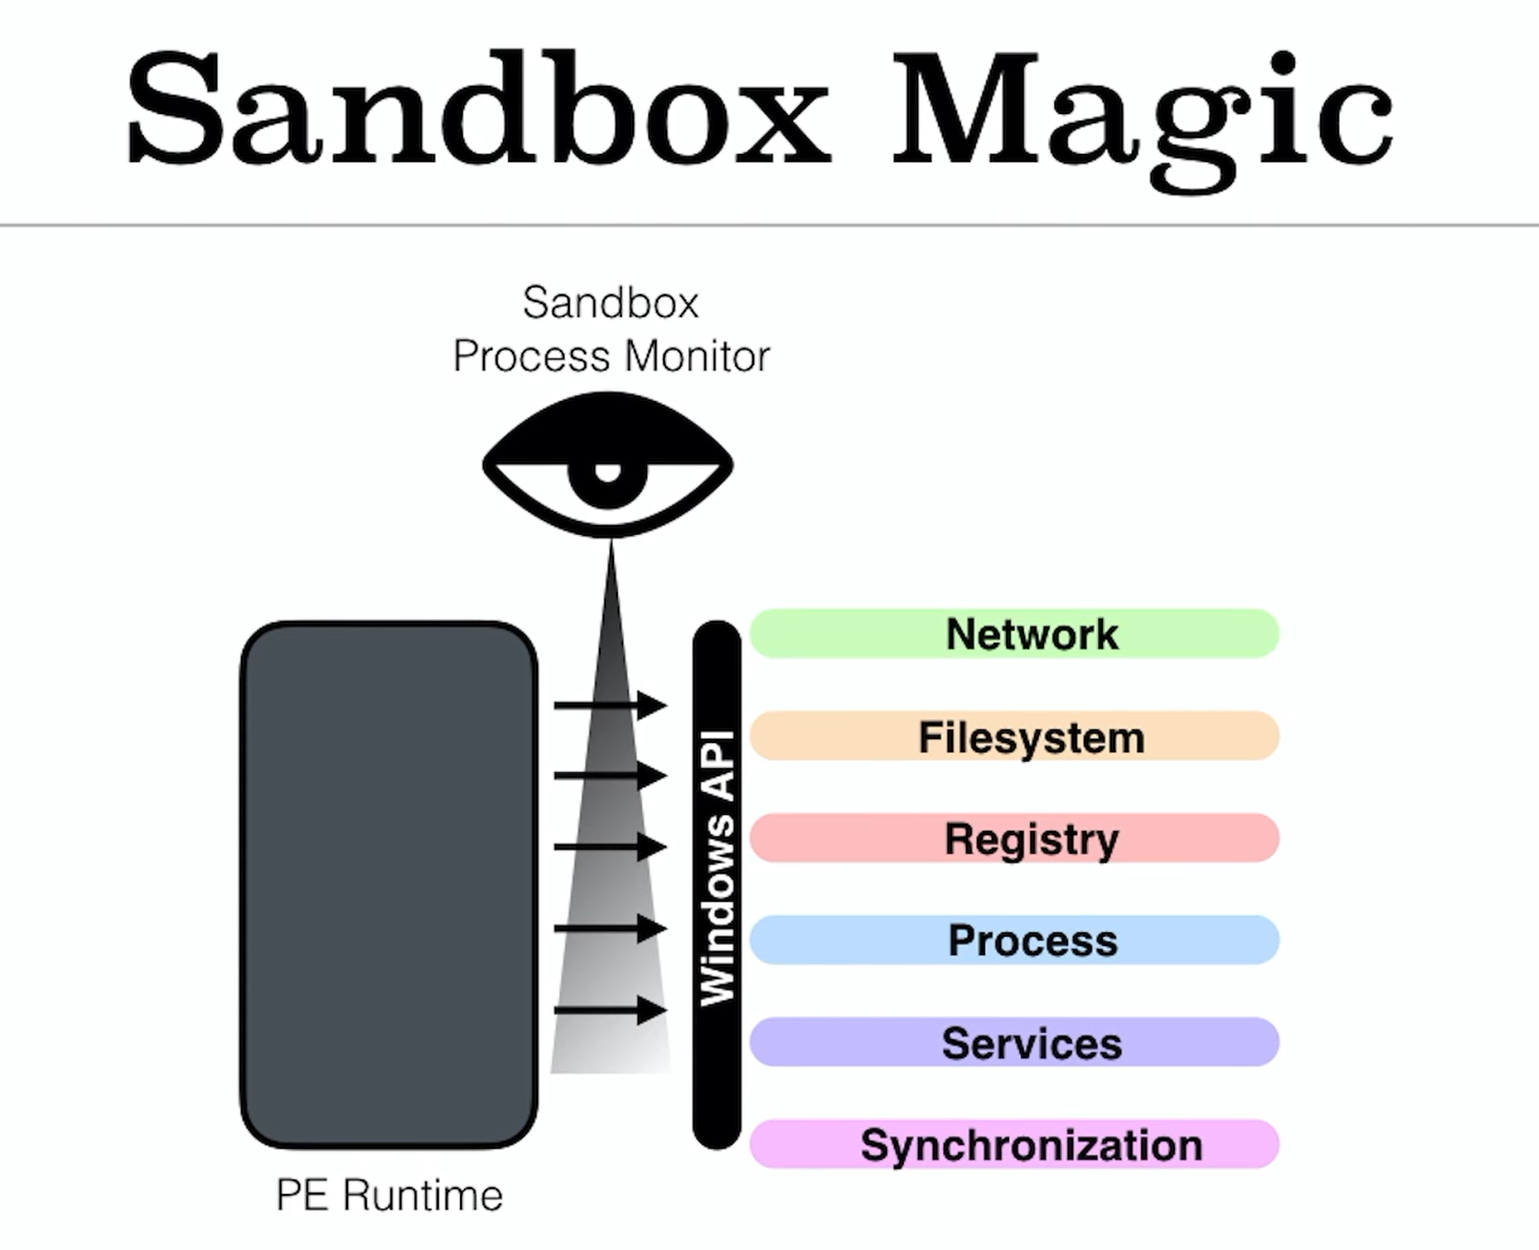 Sandbox Magic
Sandbox
Process Monitor
Windows API
Network
Filesystem
Registry
Process
Services
Synchronization
PE Runtime